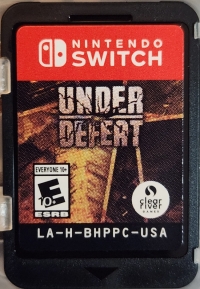 NINTENDO
SWITCH
UNDER
DEFEAT
EVERYONE 10+
E
10+
ESRB
clear
river
GAMES
LA-H-BHPPC-USA